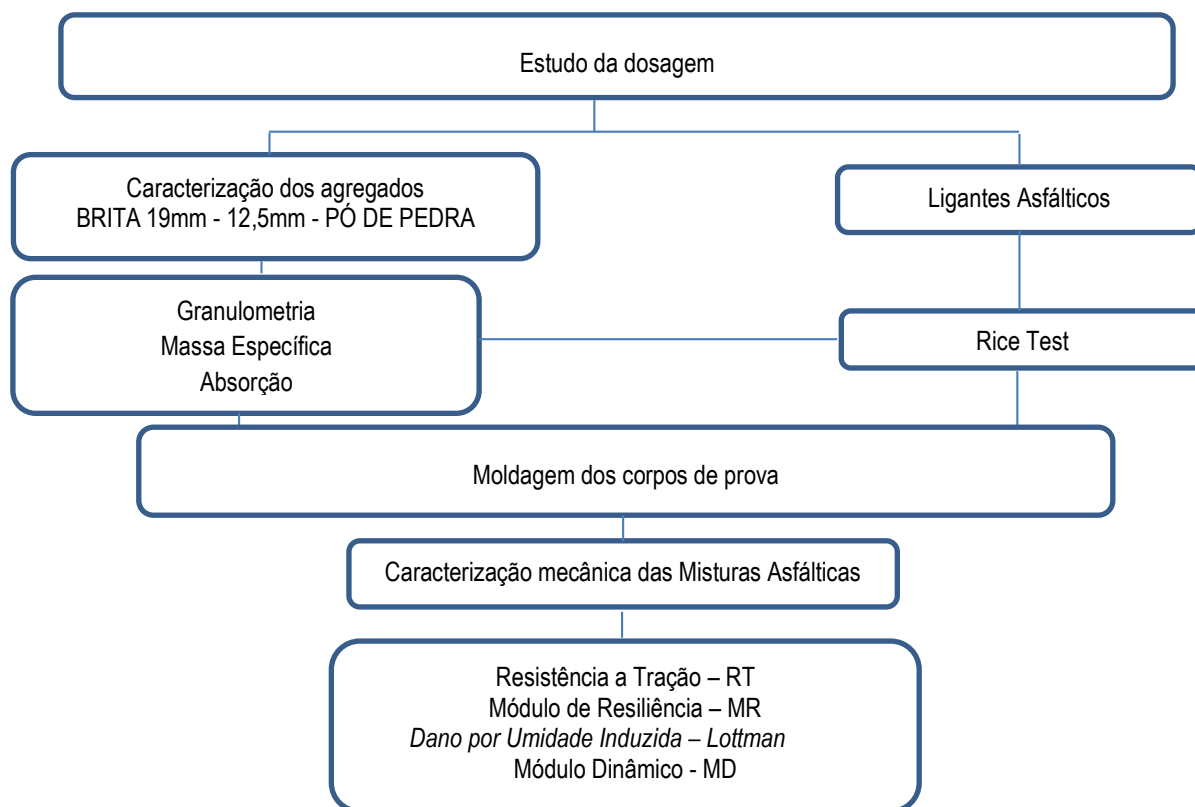 Estudo da dosagem
Caracterização dos agregados
BRITA 19mm - 12,5mm - PÓ DE PEDRA
Ligantes Asfálticos
Granulometria
Massa Específica
Absorção
Rice Test
Moldagem dos corpos de prova
Caracterização mecânica das Misturas Asfálticas
Resistência a Tração – RT
Módulo de Resiliência – MR
Dano por Umidade Induzida – Lottman
Módulo Dinâmico - MD